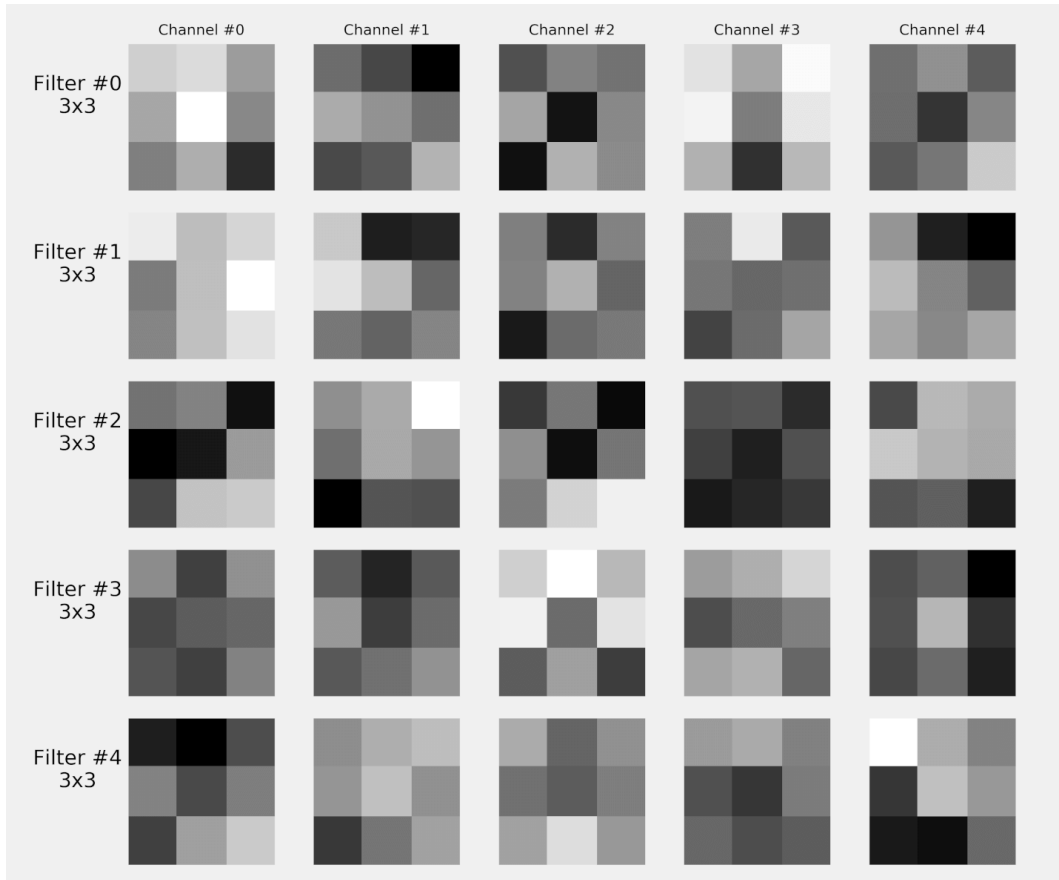 Channel #0 Channel #1 Channel #2 Channel #3 Channel #4
Filter #0
3x3
Filter #1
3x3
Filter #2
3x3
Filter #3
3x3
Filter #4
3x3